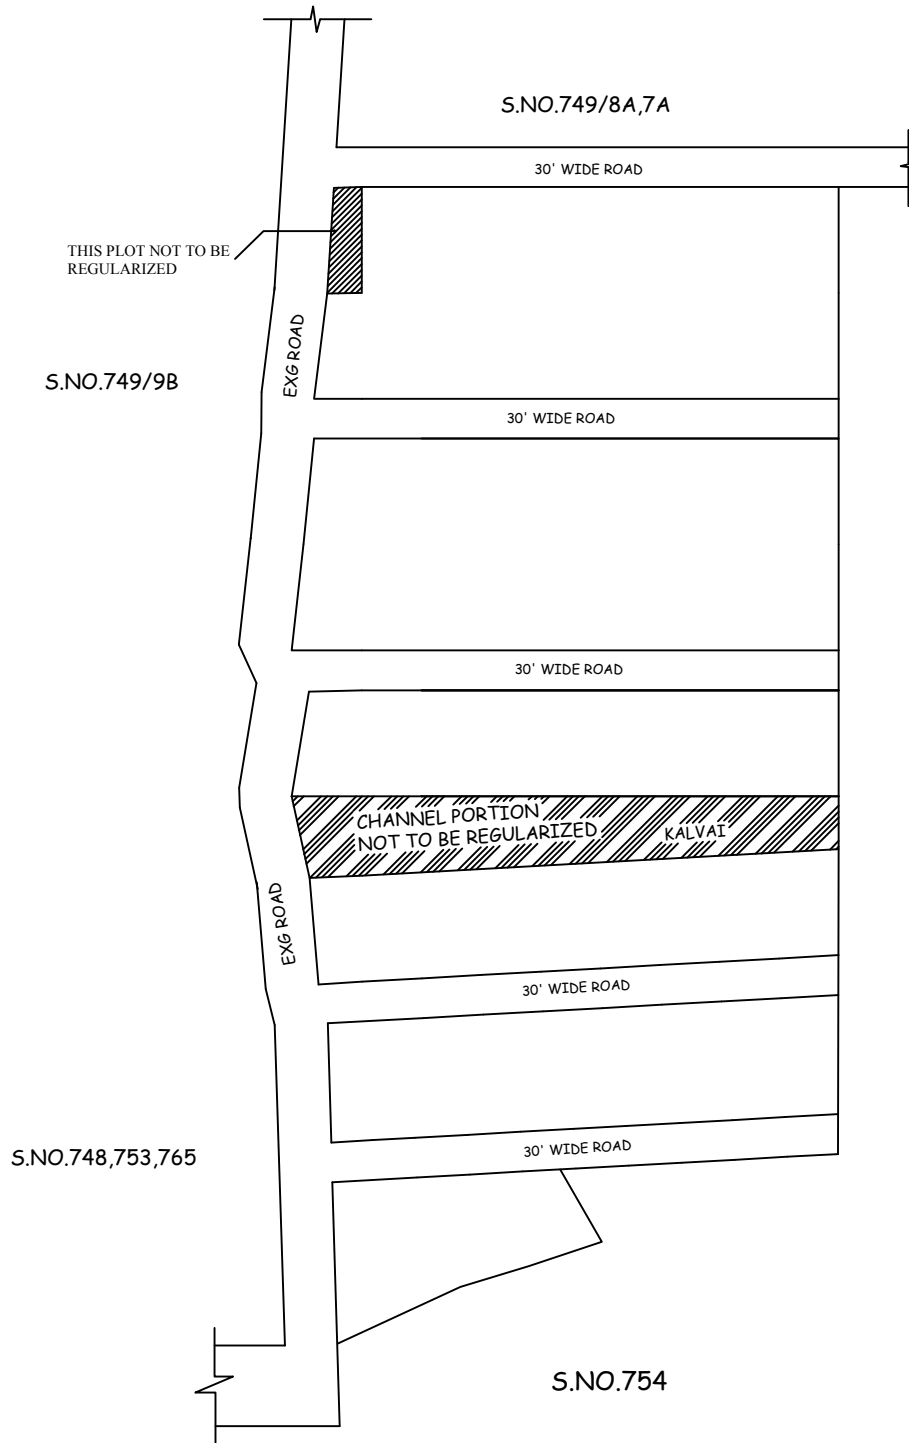 S.NO.749/8A,7A
30' WIDE ROAD
THIS PLOT NOT TO BE
REGULARIZED
EXG ROAD
S.NO.749/9B
30' WIDE ROAD
30' WIDE ROAD
CHANNEL PORTION
NOT TO BE REGULARIZED
KALVAI
EXG ROAD
30' WIDE ROAD
S.NO.748,753,765
30' WIDE ROAD
S.NO.754